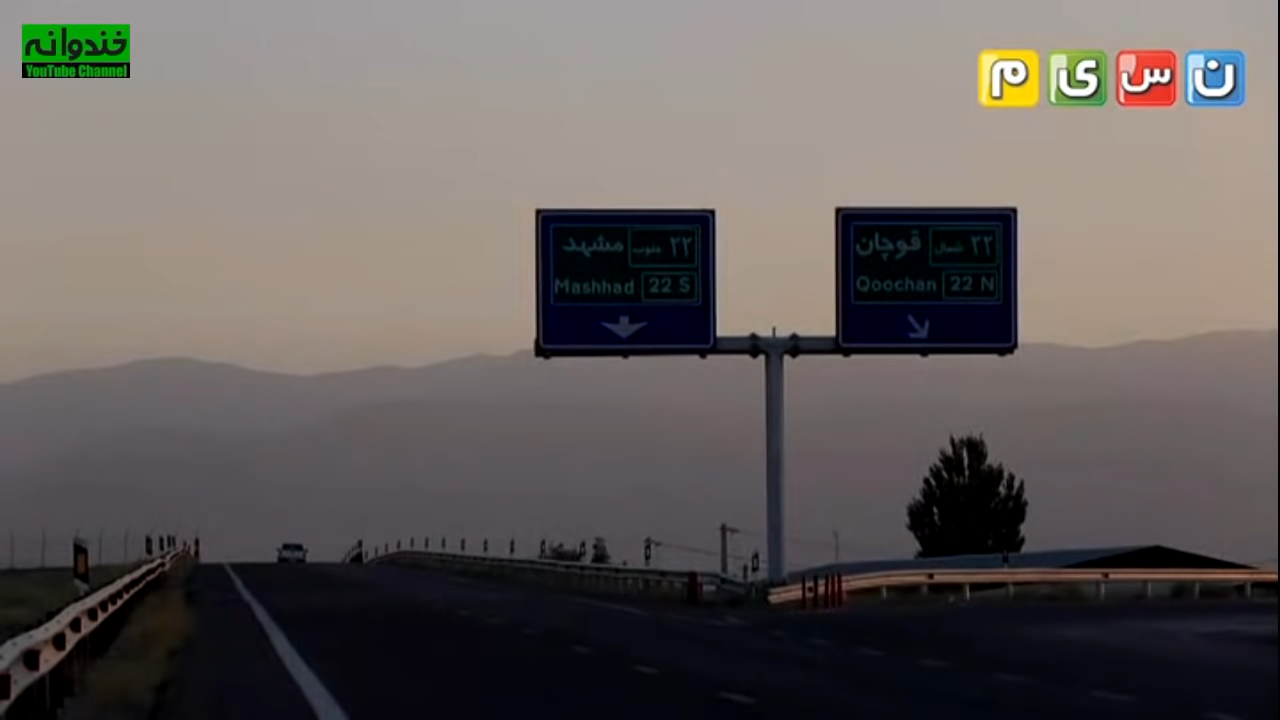 خندوانه
YouTube Channel
ن س ی م
مشهد جنوب ۲۲
Mashhad 22 S
قوچان شمال ۲۲
Qoochan 22 N